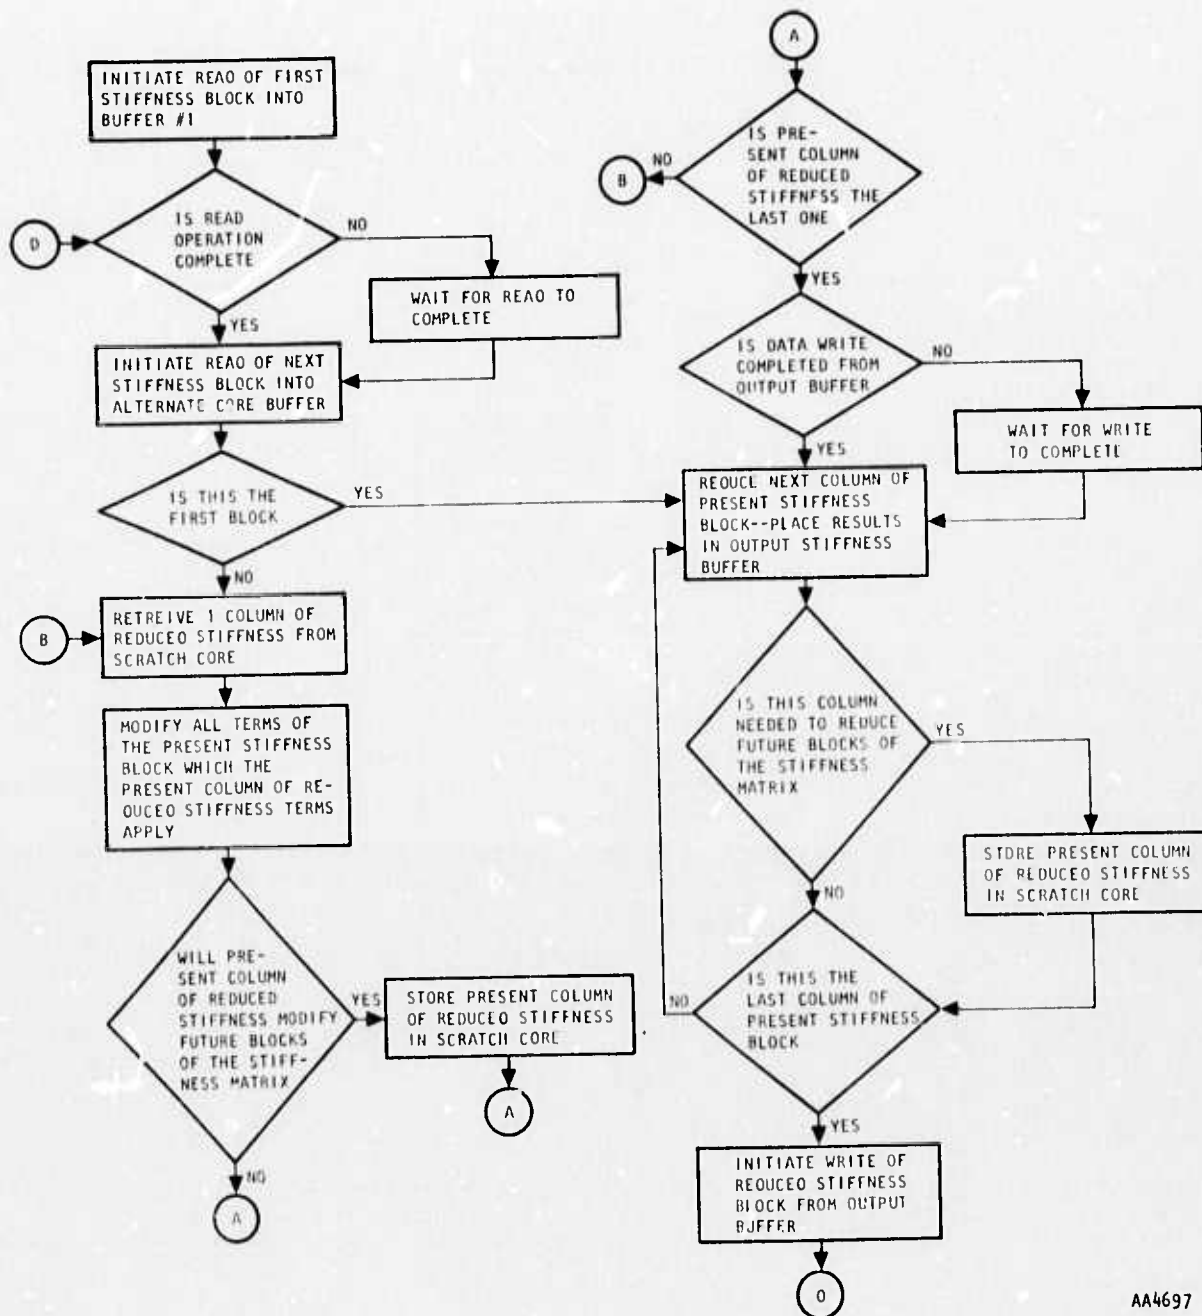 INITIATE REAO OF FIRST
STIFFNESS BLOCK INTO
BUFFER #1
D
IS READ
OPERATION
COMPLETE
NO
WAIT FOR REAO TO
COMPLETE
YES
INITIATE REAO OF NEXT
STIFFNESS BLOCK INTO
ALTERNATE CORE BUFFER
IS THIS THE
FIRST BLOCK
YES
NO
B
RETREIVE 1 COLUMN OF
REDUCEO STIFFNESS FROM
SCRATCH CORE
MODIFY ALL TERMS OF
THE PRESENT STIFFNESS
BLOCK WHICH THE
PRESENT COLUMN OF RE-
OUCEO STIFFNESS TERMS
APPLY
WILL PRE-
SENT COLUMN
OF REDUCED
STIFFNESS MODIFY
FUTURE BLOCKS
OF THE STIFF-
NESS MATRIX
YES
STORE PRESENT COLUMN
OF REDUCEO STIFFNESS
IN SCRATCH CORE
A
NO
A
A
IS PRE-
SENT COLUMN
OF REDUCED
STIFFNESS THE
LAST ONE
NO
B
YES
IS DATA WRITE
COMPLETED FROM
OUTPUT BUFFER
NO
WAIT FOR WRITE
TO COMPLETE
YES
REDUCE NEXT COLUMN OF
PRESENT STIFFNESS
BLOCK--PLACE RESULTS
IN OUTPUT STIFFNESS
BUFFER
IS THIS COLUMN
NEEDED TO REDUCE
FUTURE BLOCKS OF
THE STIFFNESS
MATRIX
YES
STORE PRESENT COLUMN
OF REDUCEO STIFFNESS
IN SCRATCH CORE
NO
IS THIS THE
LAST COLUMN OF
PRESENT STIFFNESS
BLOCK
NO
YES
INITIATE WRITE OF
REDUCEO STIFFNESS
BLOCK FROM OUTPUT
BUFFER
O
AA4697